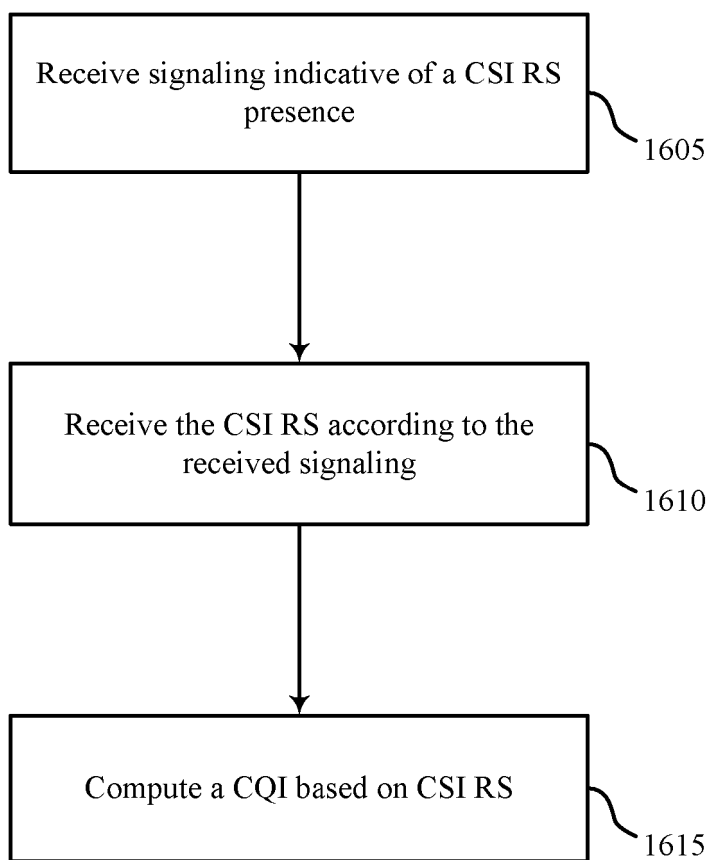 Receive signaling indicative of a CSI RS
presence
1605
Receive the CSI RS according to the
received signaling
1610
Compute a CQI based on CSI RS
1615